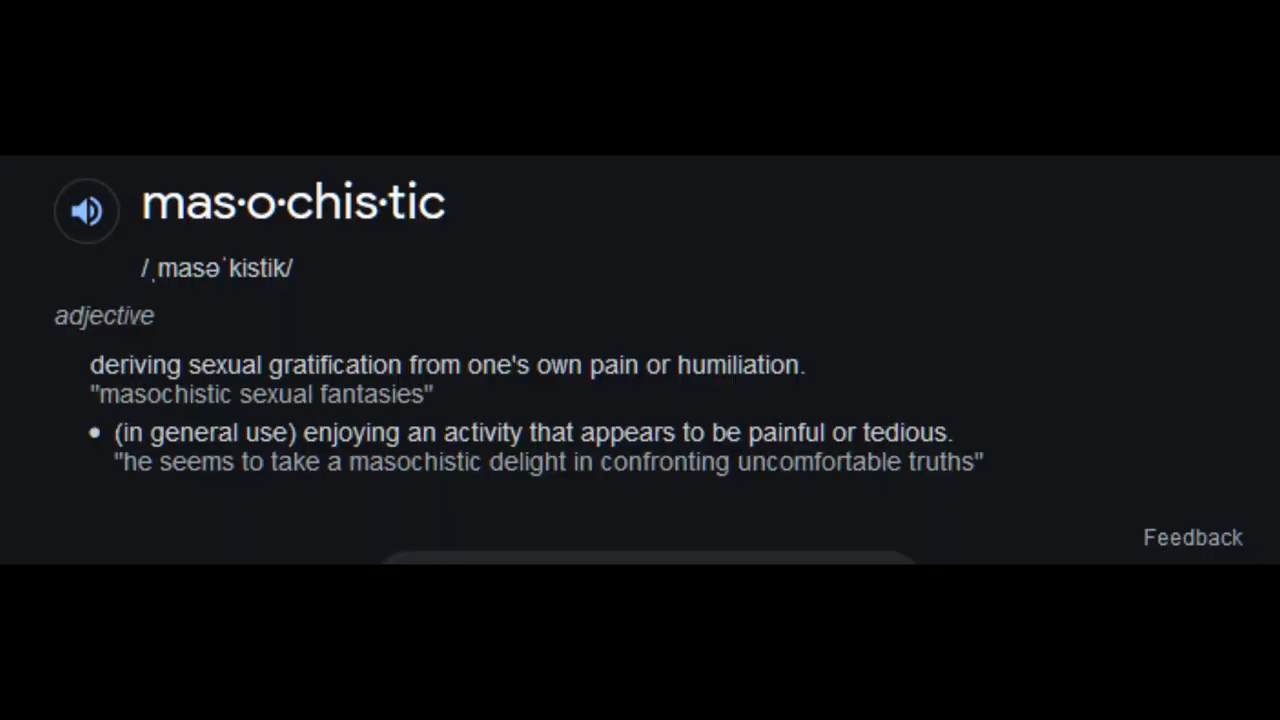 mas·o·chis·tic
/ˌmasəˈkistik/
adjective
deriving sexual gratification from one's own pain or humiliation.
"masochistic sexual fantasies"
• (in general use) enjoying an activity that appears to be painful or tedious.
"he seems to take a masochistic delight in confronting uncomfortable truths"
Feedback